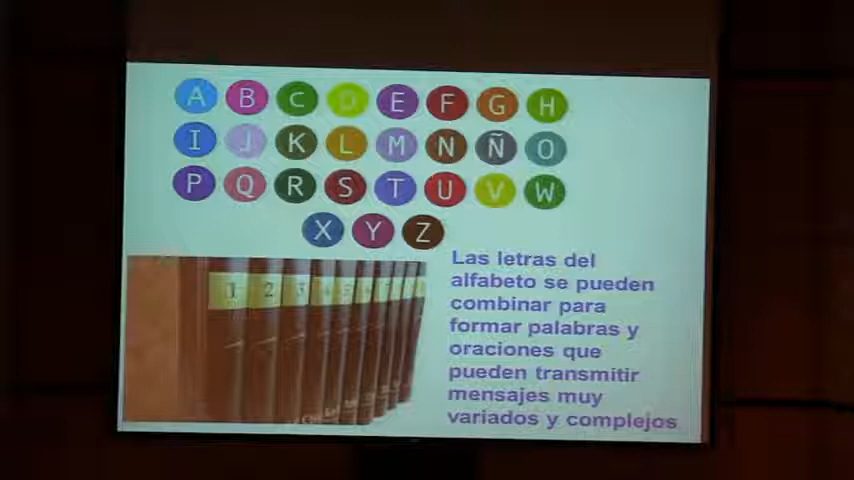 A B C D E F G H
I J K L M N Ñ O
P Q R S T U V W
X Y Z
1 2 3 4 5 6 7
Las letras del
alfabeto se pueden
combinar para
formar palabras y
oraciones que
pueden transmitir
mensajes muy
variados y complejos